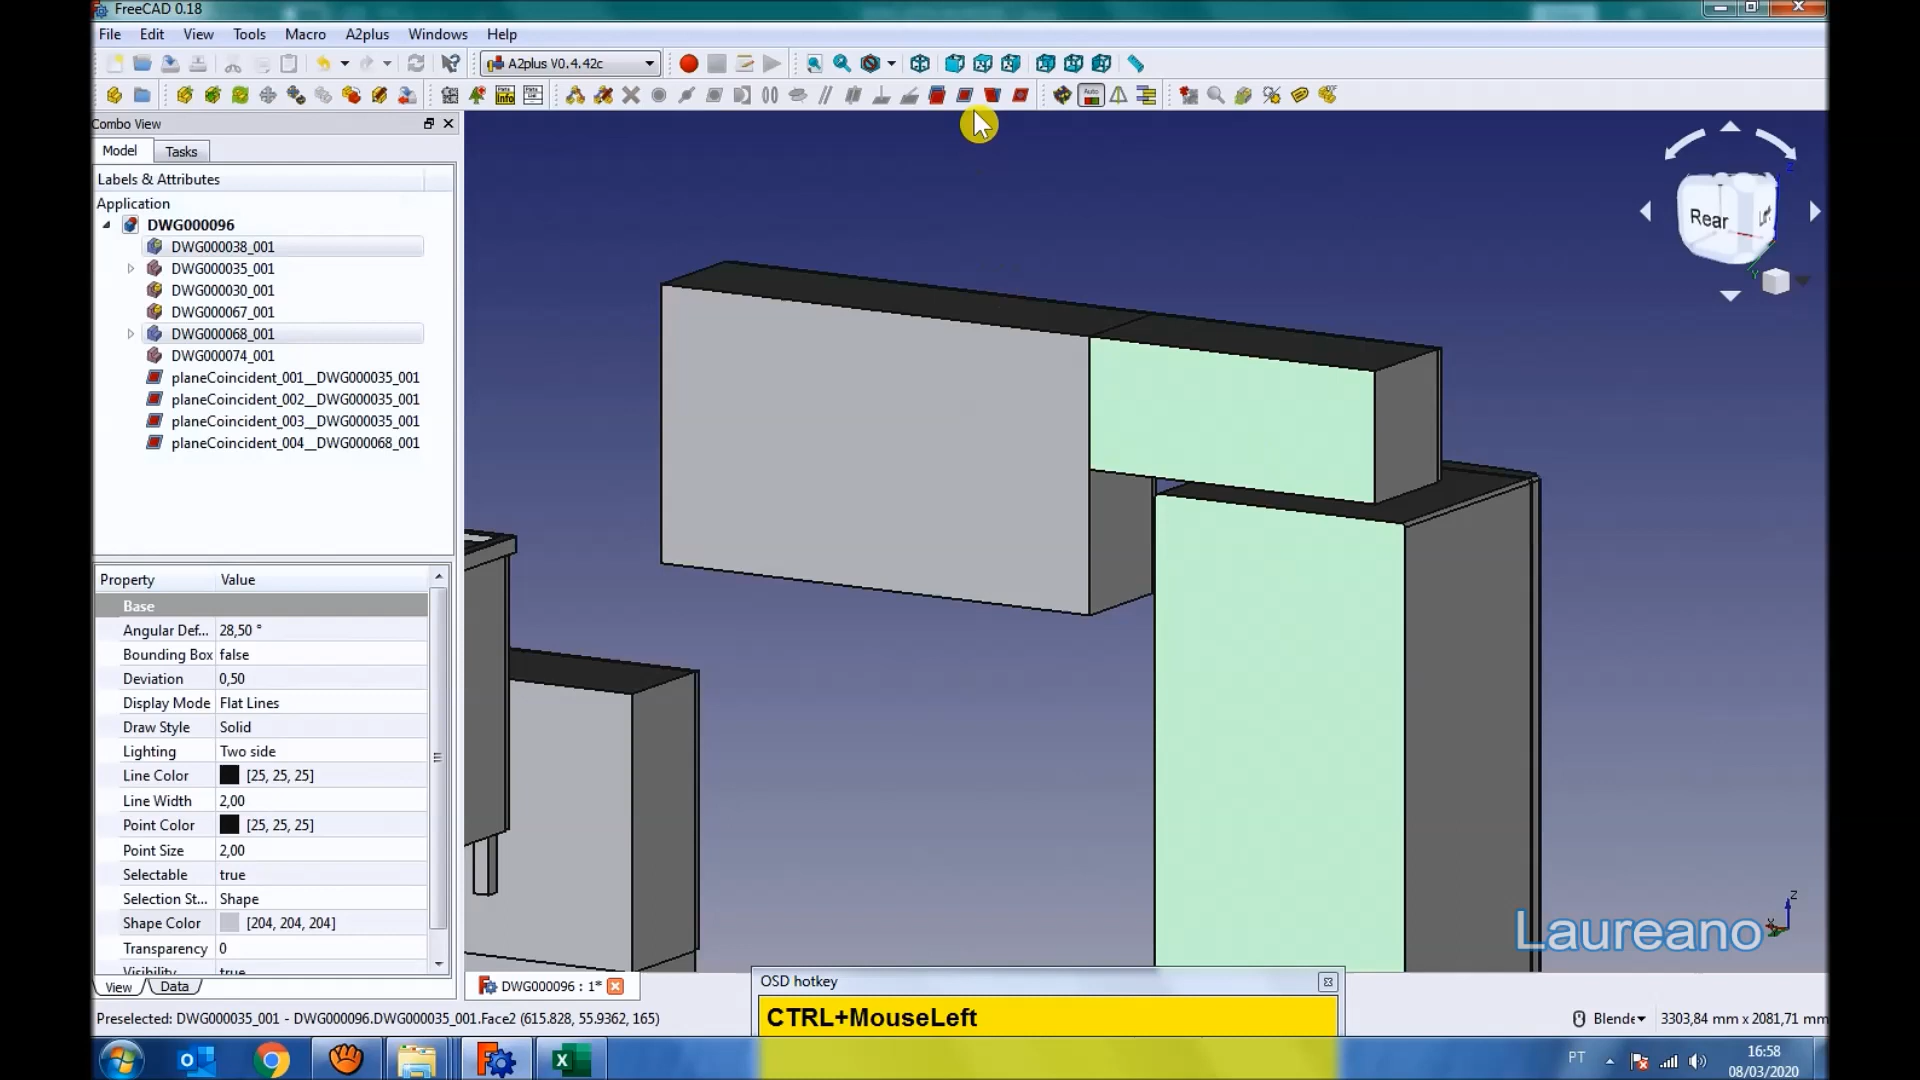 FreeCAD 0.18
File Edit View Tools Macro A2plus Windows Help
A2plus V0.4.42c
Combo View
Model Tasks
Labels & Attributes
Application
DWG000096
DWG000038_001
DWG000035_001
DWG000030_001
DWG000067_001
DWG000068_001
DWG000074_001
planeCoincident_001__DWG000035_001
planeCoincident_002__DWG000035_001
planeCoincident_003__DWG000035_001
planeCoincident_004__DWG000068_001
Property Value
Base
Angular Def... 28,50 °
Bounding Box false
Deviation 0,50
Display Mode Flat Lines
Draw Style Solid
Lighting Two side
Line Color [25, 25, 25]
Line Width 2,00
Point Color [25, 25, 25]
Point Size 2,00
Selectable true
Selection St... Shape
Shape Color [204, 204, 204]
Transparency 0
Visibility true
View Data
Auto
Info
Rear
Z
Y
Laureano
Z
X
DWG000096 : 1*
OSD hotkey
CTRL+MouseLeft
Preselected: DWG000035_001 - DWG000096.DWG000035_001.Face2 (615.828, 55.9362, 165)
Blende 3303,84 mm x 2081,71 mm
PT
16:58
08/03/2020